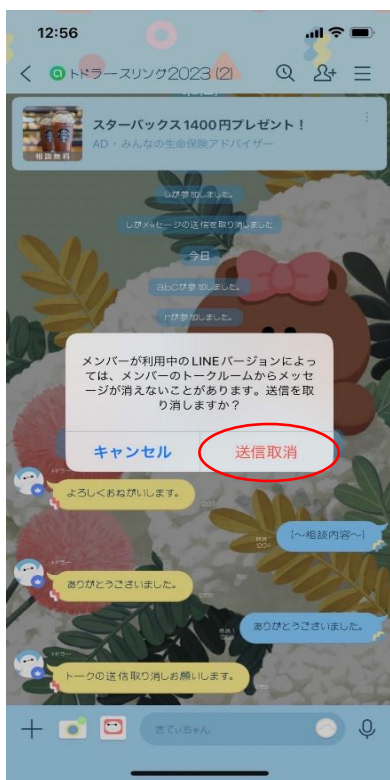 12:56
トドラースリング2023 (2)
スターバックス1400円プレゼント！
AD・みんなの生命保険アドバイザー
相談無料
しが参加しました。
しがメッセージの送信を取り消しました
今日
abcが参加しました。
rが参加しました。
メンバーが利用中のLINEバージョンによっ
ては、メンバーのトークルームからメッセ
ージが消えないことがあります。送信を取
り消しますか？
キャンセル
送信取消
よろしくおねがいします。
(〜相談内容〜)
ありがとうございました。
ありがとうございました。
トークの送信取り消しお願いします。
きてぃちゃん